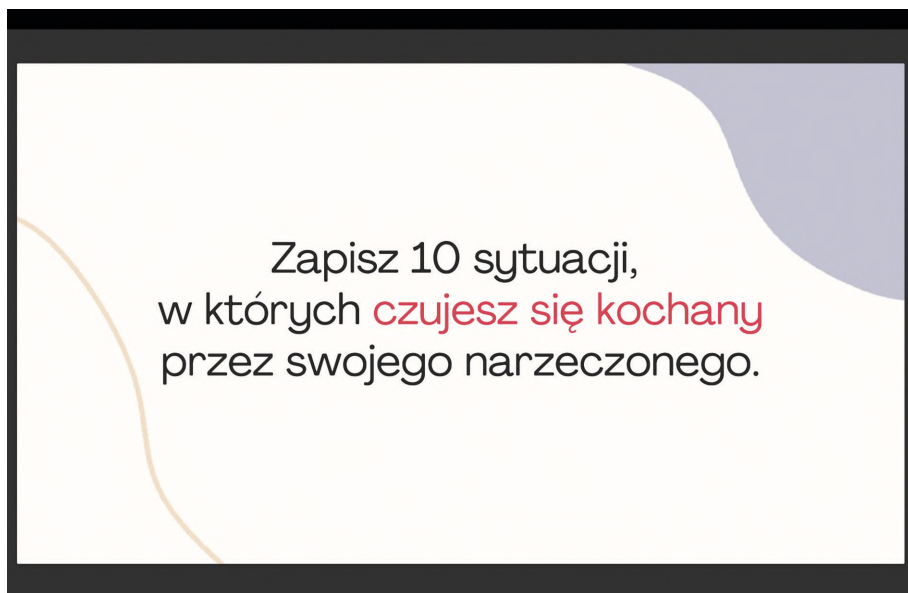 Zapisz 10 sytuacji,
w których czujesz się kochany
przez swojego narzeczonego.